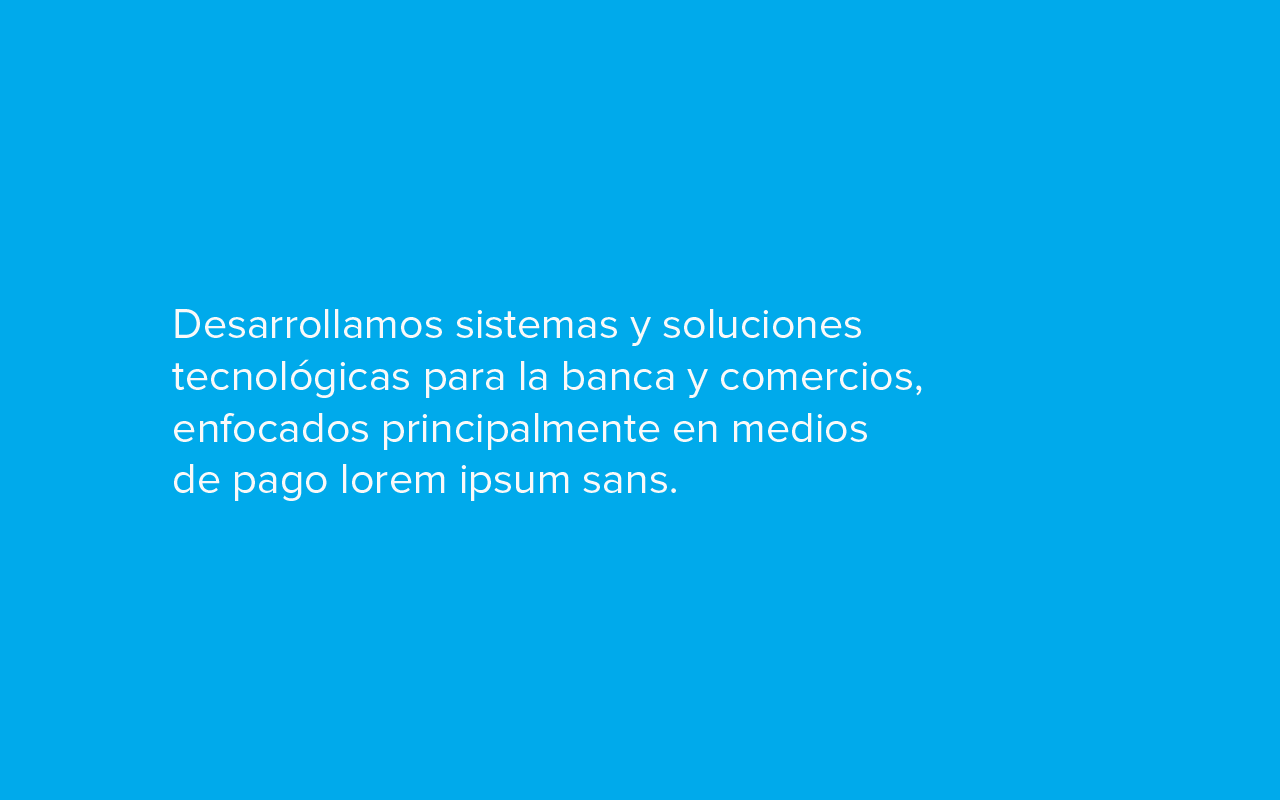 Desarrollamos sistemas y soluciones
tecnológicas para la banca y comercios,
enfocados principalmente en medios
de pago lorem ipsum sans.